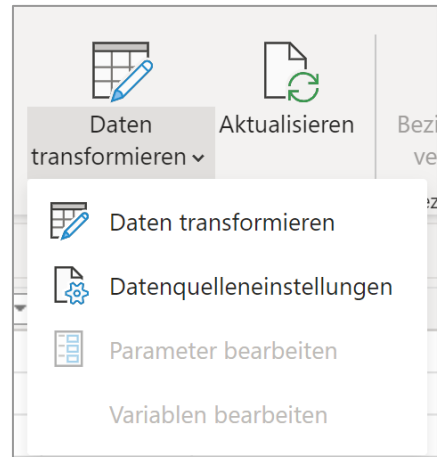 Daten
transformieren
Aktualisieren
Daten transformieren
Datenquelleneinstellungen
Parameter bearbeiten
Variablen bearbeiten